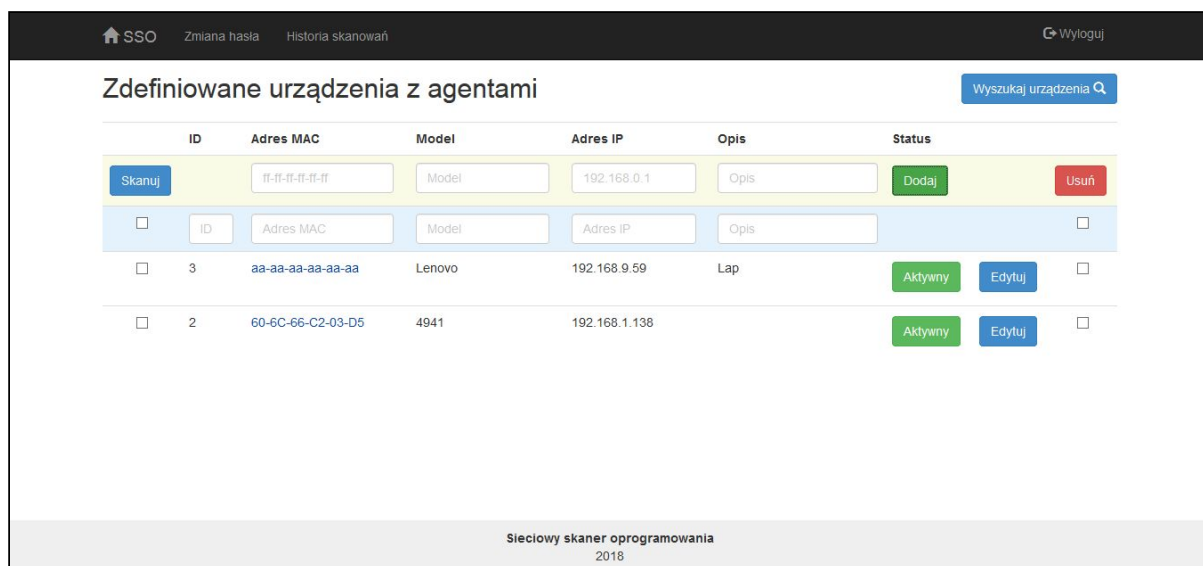 SSO Zmiana hasła Historia skanowań Wyloguj
Zdefiniowane urządzenia z agentami Wyszukaj urządzenia
ID Adres MAC Model Adres IP Opis Status
Skanuj ff-ff-ff-ff-ff-ff Model 192.168.0.1 Opis Dodaj Usuń
ID Adres MAC Model Adres IP Opis
3 aa-aa-aa-aa-aa-aa Lenovo 192.168.9.59 Lap Aktywny Edytuj
2 60-6C-66-C2-03-D5 4941 192.168.1.138 Aktywny Edytuj
Sieciowy skaner oprogramowania
2018